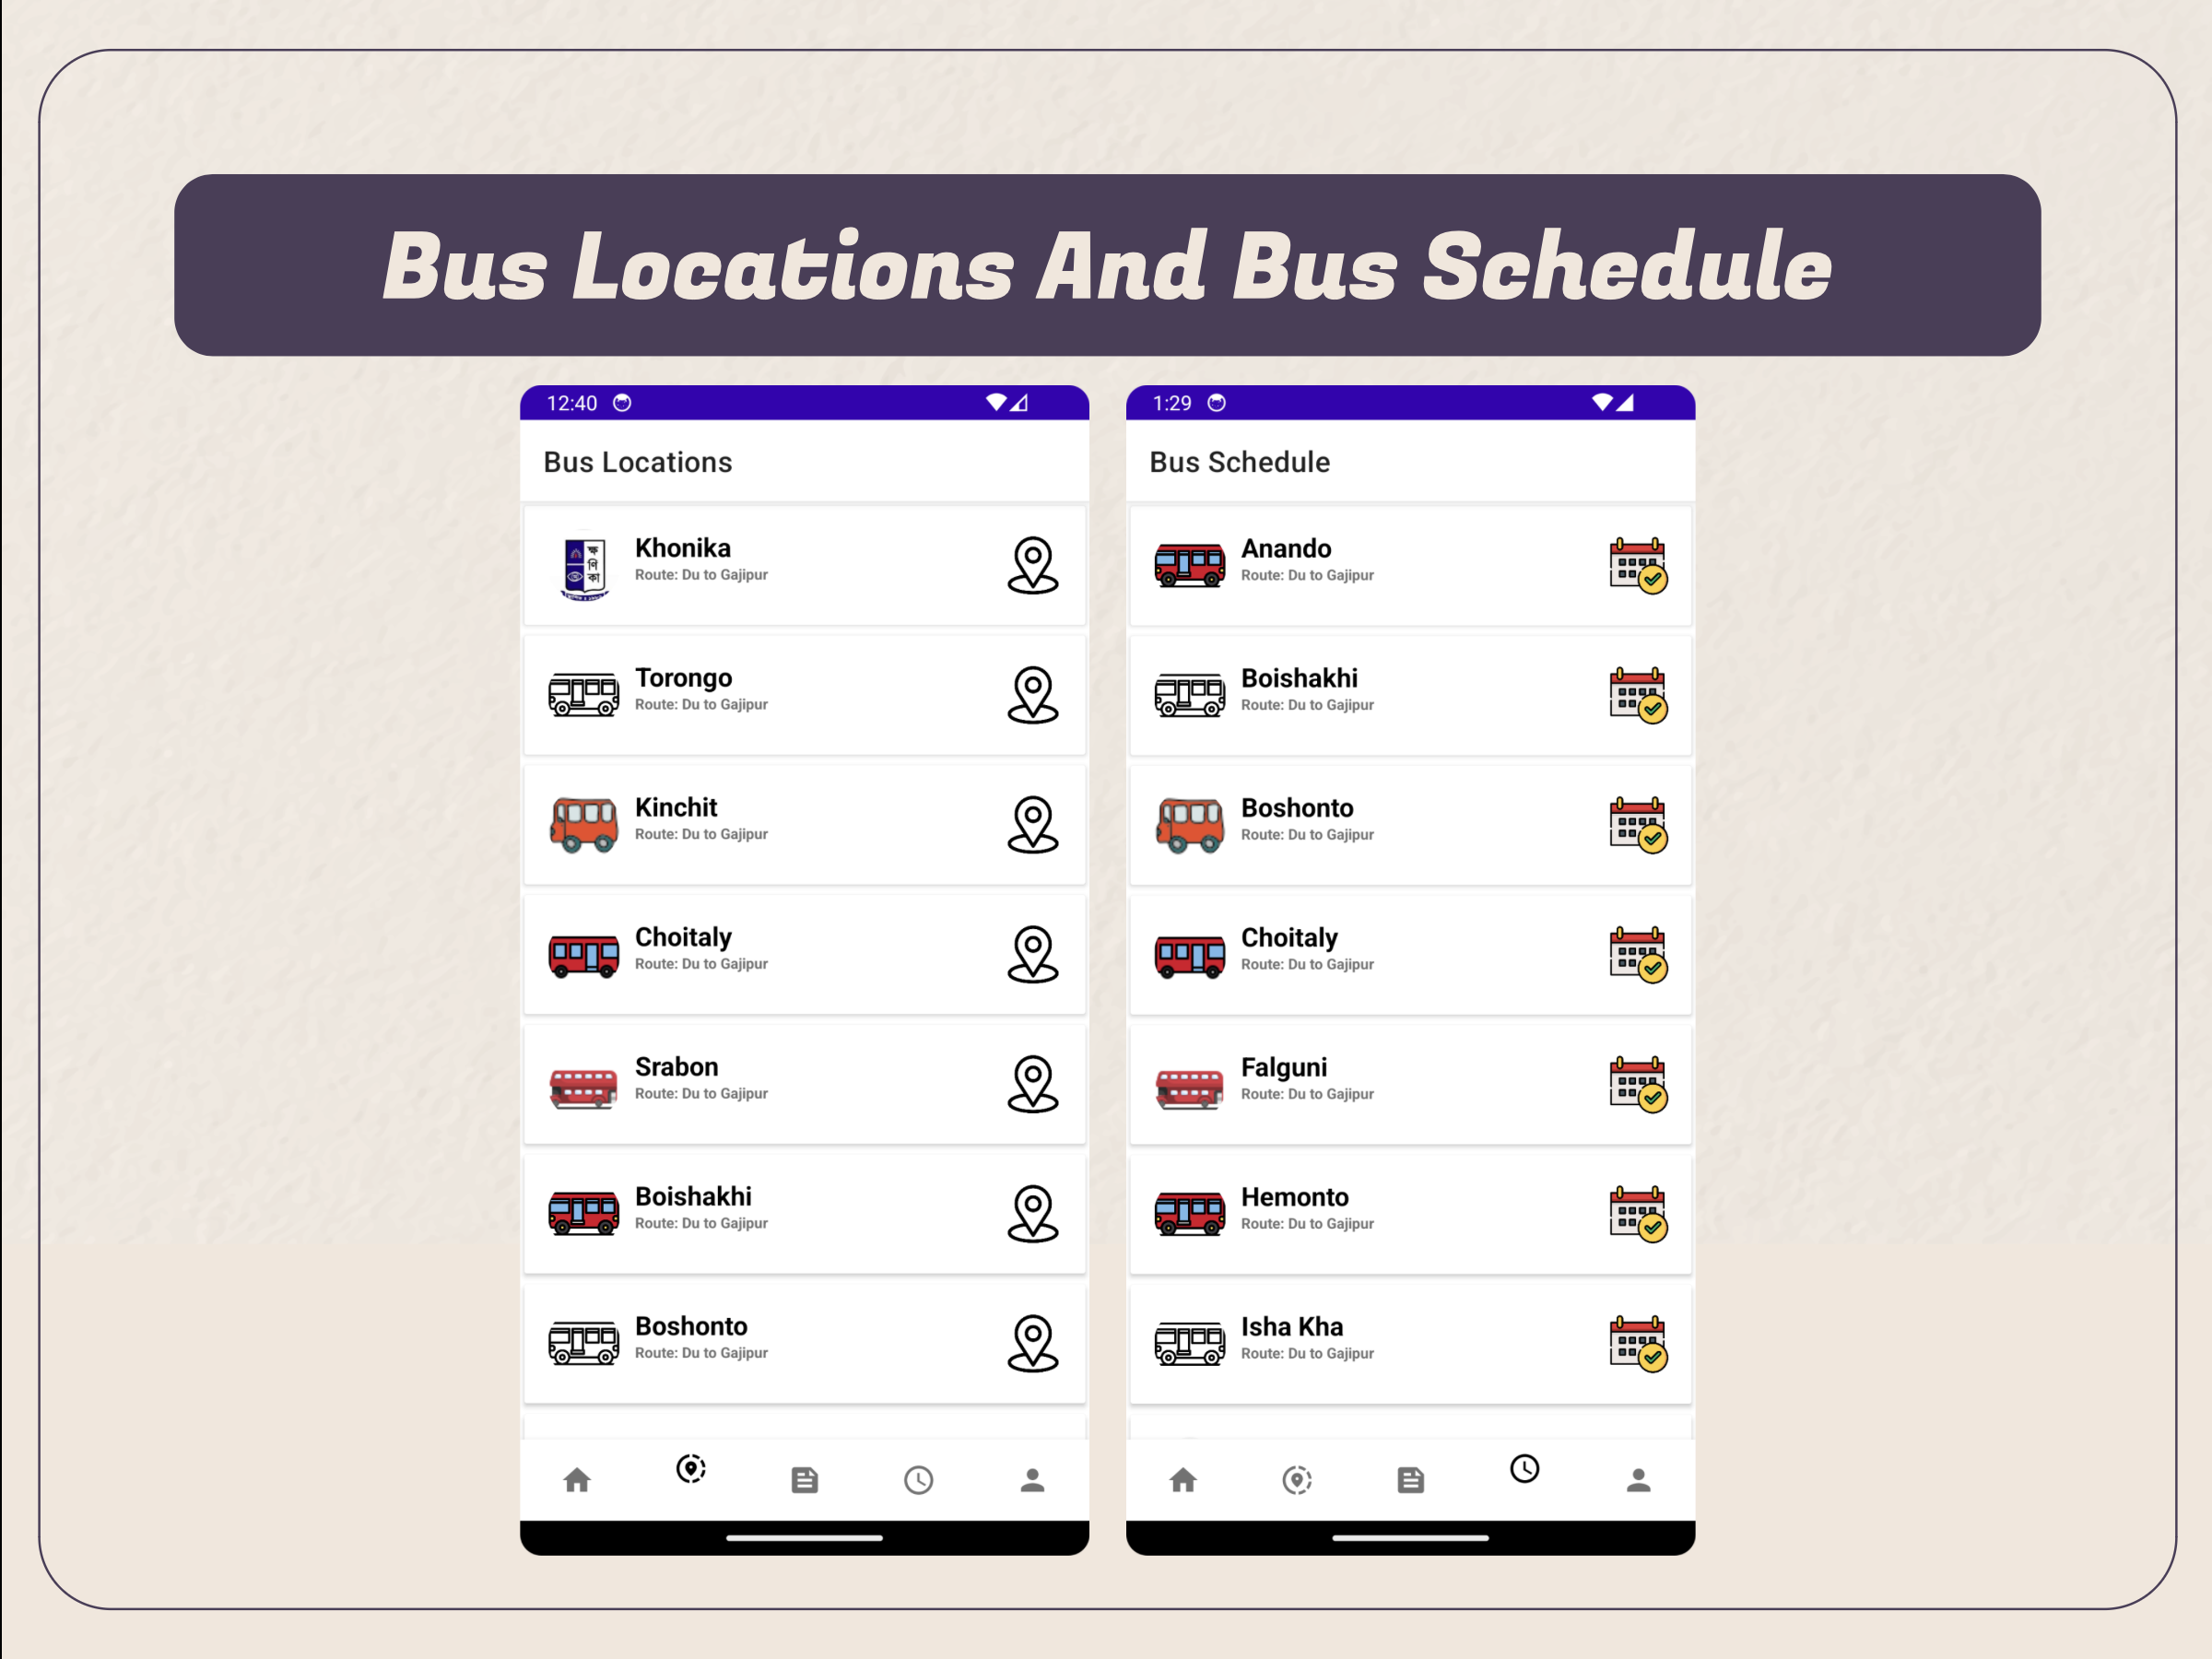 Bus Locations And Bus Schedule
12:40
Bus Locations
ক্ষ
ণি
কা
Khonika
Route: Du to Gajipur
Torongo
Route: Du to Gajipur
Kinchit
Route: Du to Gajipur
Choitaly
Route: Du to Gajipur
Srabon
Route: Du to Gajipur
Boishakhi
Route: Du to Gajipur
Boshonto
Route: Du to Gajipur
1:29
Bus Schedule
Anando
Route: Du to Gajipur
Boishakhi
Route: Du to Gajipur
Boshonto
Route: Du to Gajipur
Choitaly
Route: Du to Gajipur
Falguni
Route: Du to Gajipur
Hemonto
Route: Du to Gajipur
Isha Kha
Route: Du to Gajipur